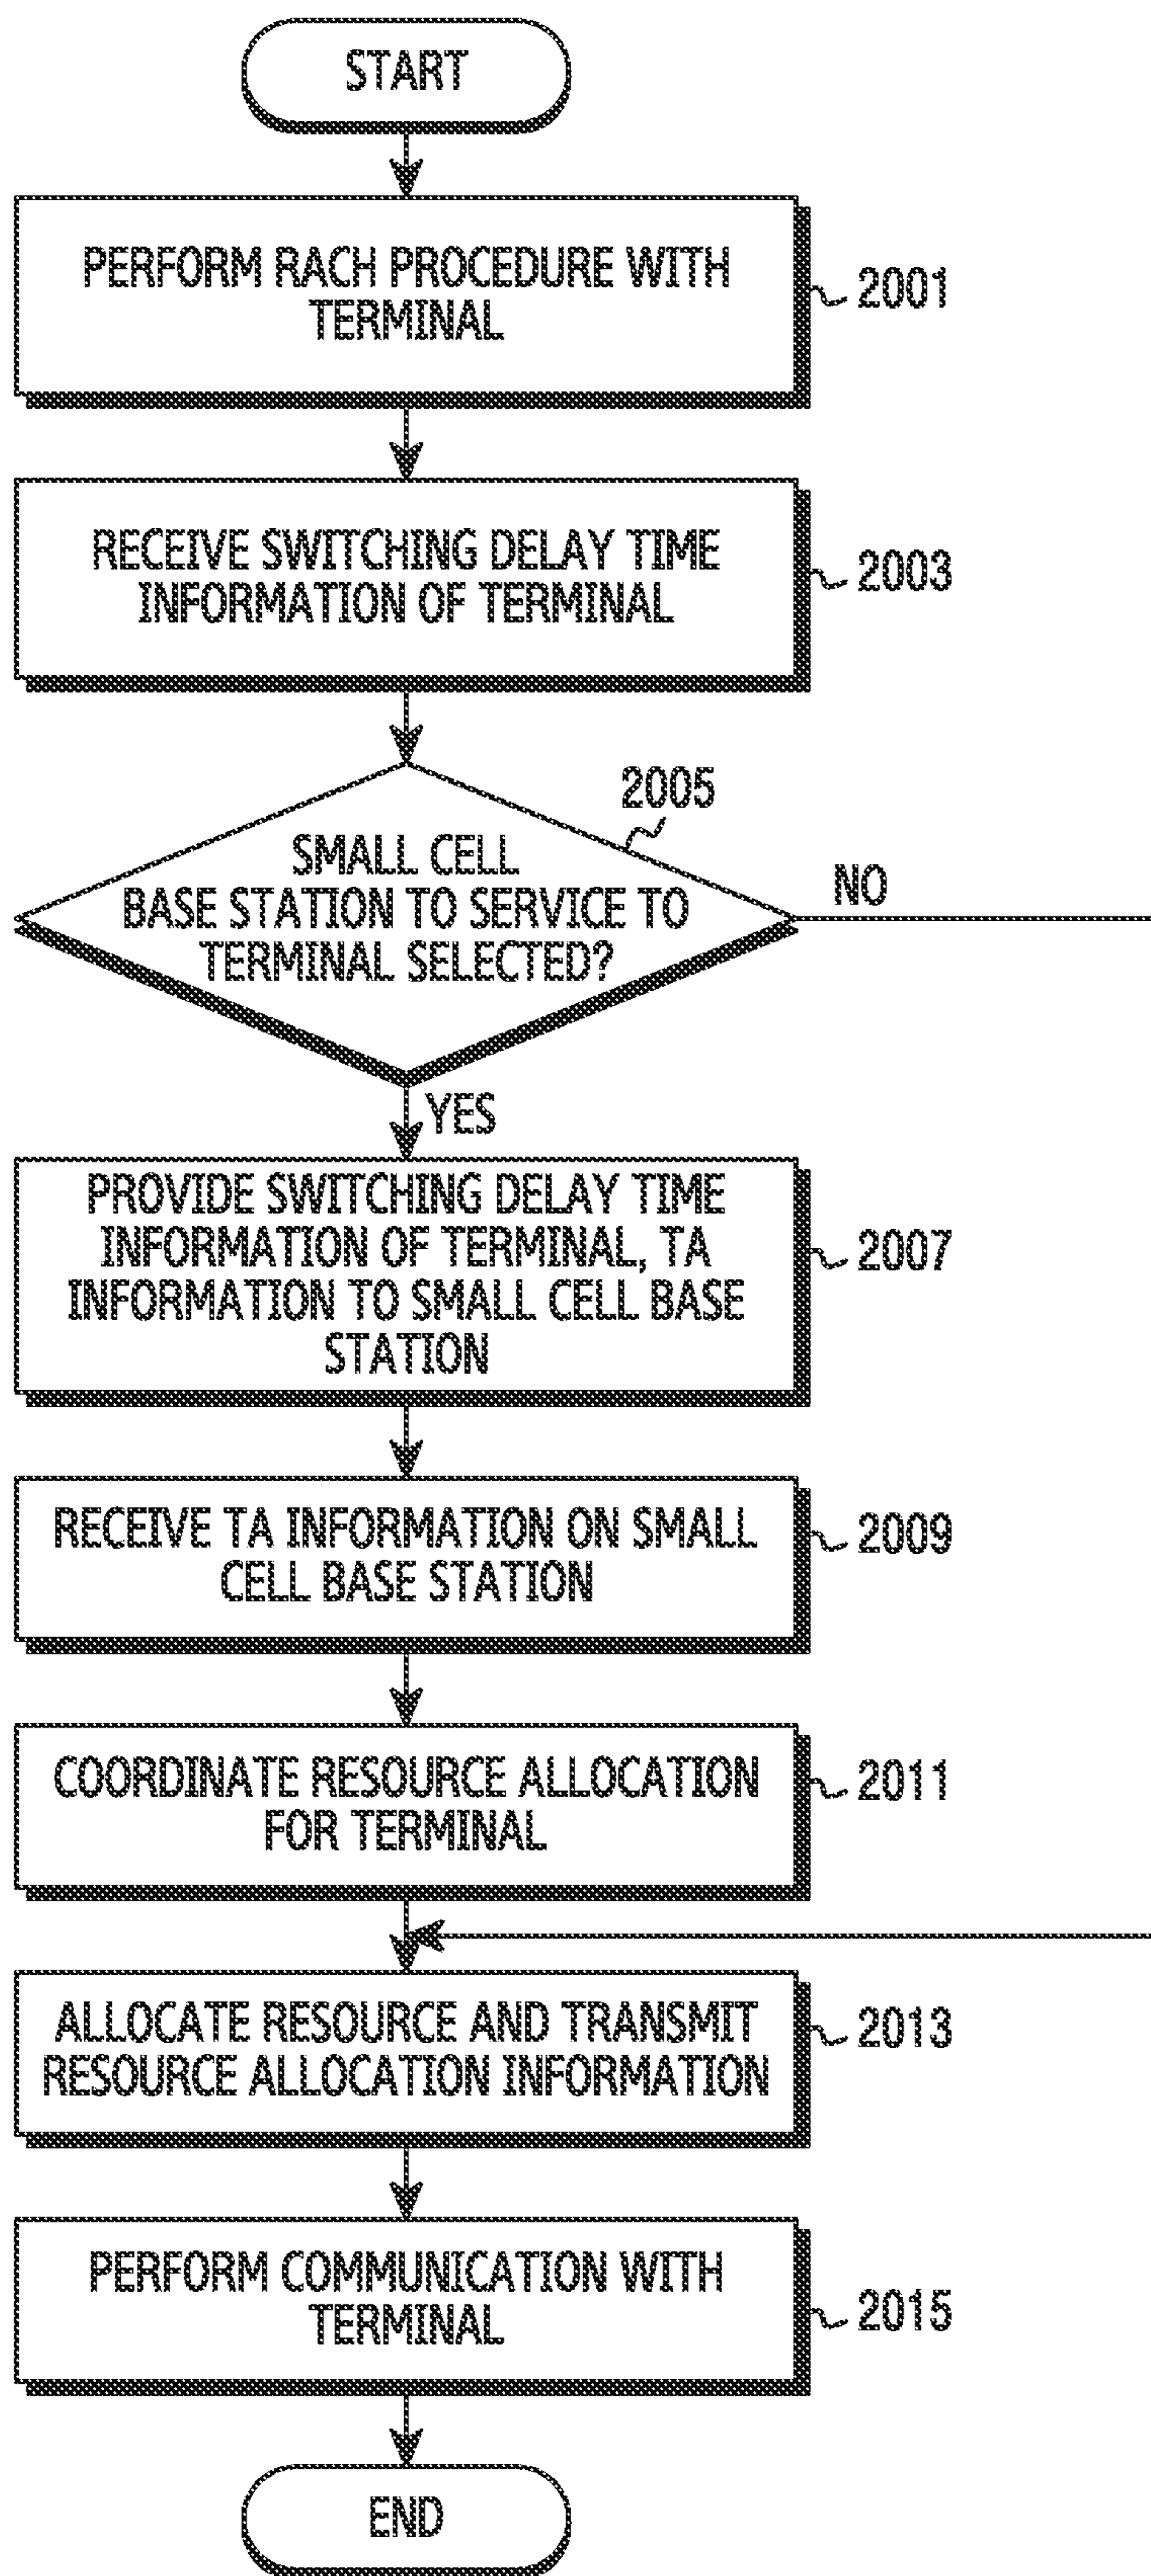 START
PERFORM RACH PROCEDURE WITH
TERMINAL
2001
RECEIVE SWITCHING DELAY TIME
INFORMATION OF TERMINAL
2003
2005
SMALL CELL
BASE STATION TO SERVICE TO
TERMINAL SELECTED?
NO
YES
PROVIDE SWITCHING DELAY TIME
INFORMATION OF TERMINAL, TA
INFORMATION TO SMALL CELL BASE
STATION
2007
RECEIVE TA INFORMATION ON SMALL
CELL BASE STATION
2009
COORDINATE RESOURCE ALLOCATION
FOR TERMINAL
2011
ALLOCATE RESOURCE AND TRANSMIT
RESOURCE ALLOCATION INFORMATION
2013
PERFORM COMMUNICATION WITH
TERMINAL
2015
END